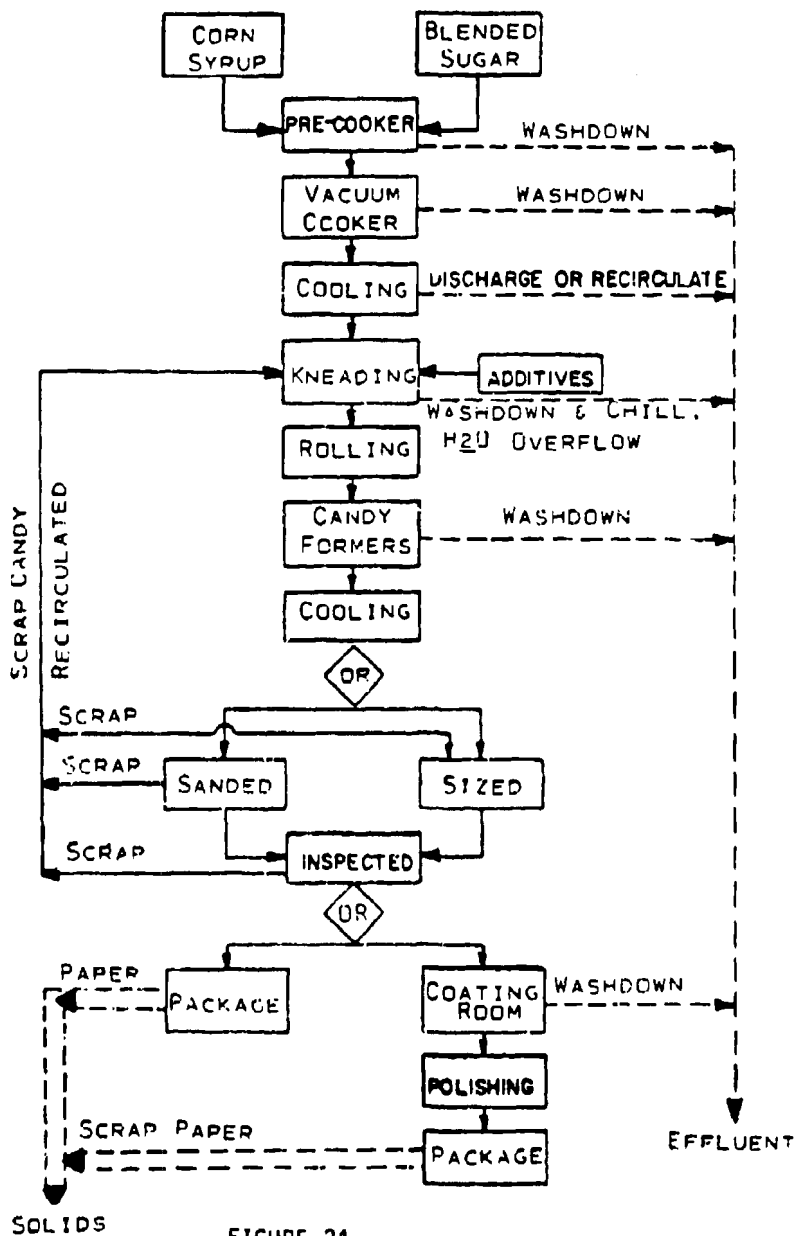 CORN
SYRUP
BLENDED
SUGAR
PRE-COOKER
WASHDOWN
VACUUM
CCOKER
WASHDOWN
COOLING
DISCHARGE OR RECIRCULATE
KNEADING
ADDITIVES
WASHDOWN & CHILL.
H2O OVERFLOW
ROLLING
CANDY
FORMERS
WASHDOWN
COOLING
SCRAP CANDY
RECIRCULATED
OR
SCRAP
SCRAP
SANDED
SIZED
SCRAP
INSPECTED
OR
PAPER
PACKAGE
COATING
ROOM
WASHDOWN
POLISHING
SCRAP PAPER
PACKAGE
EFFLUENT
SOLIDS